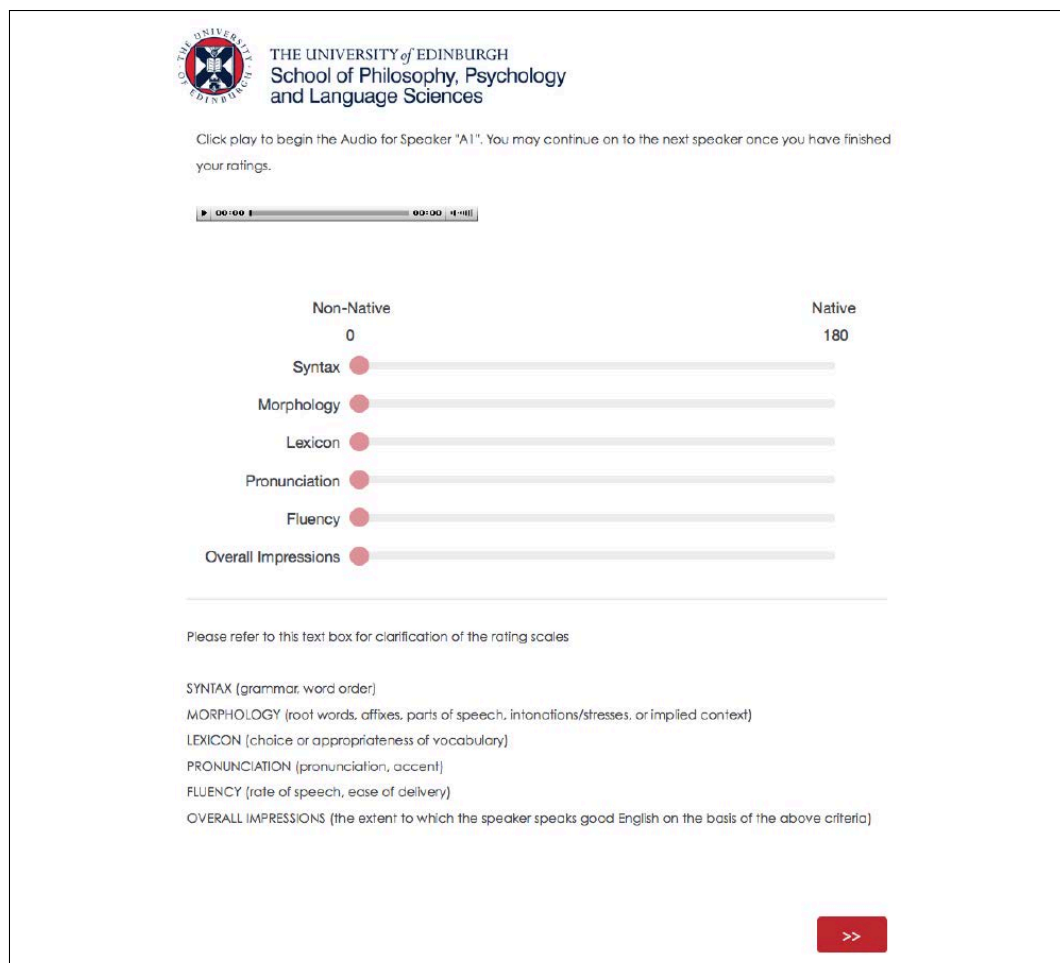 THE UNIVERSITY OF EDINBURGH
THE UNIVERSITY of EDINBURGH
School of Philosophy, Psychology
and Language Sciences
Click play to begin the Audio for Speaker "A1". You may continue on to the next speaker once you have finished
your ratings.
00:00 00:00
Non-Native Native
0 180
Syntax
Morphology
Lexicon
Pronunciation
Fluency
Overall Impressions
Please refer to this text box for clarification of the rating scales
SYNTAX (grammar, word order)
MORPHOLOGY (root words, affixes, parts of speech, intonations/stresses, or implied context)
LEXICON (choice or appropriateness of vocabulary)
PRONUNCIATION (pronunciation, accent)
FLUENCY (rate of speech, ease of delivery)
OVERALL IMPRESSIONS (the extent to which the speaker speaks good English on the basis of the above criteria)
>>